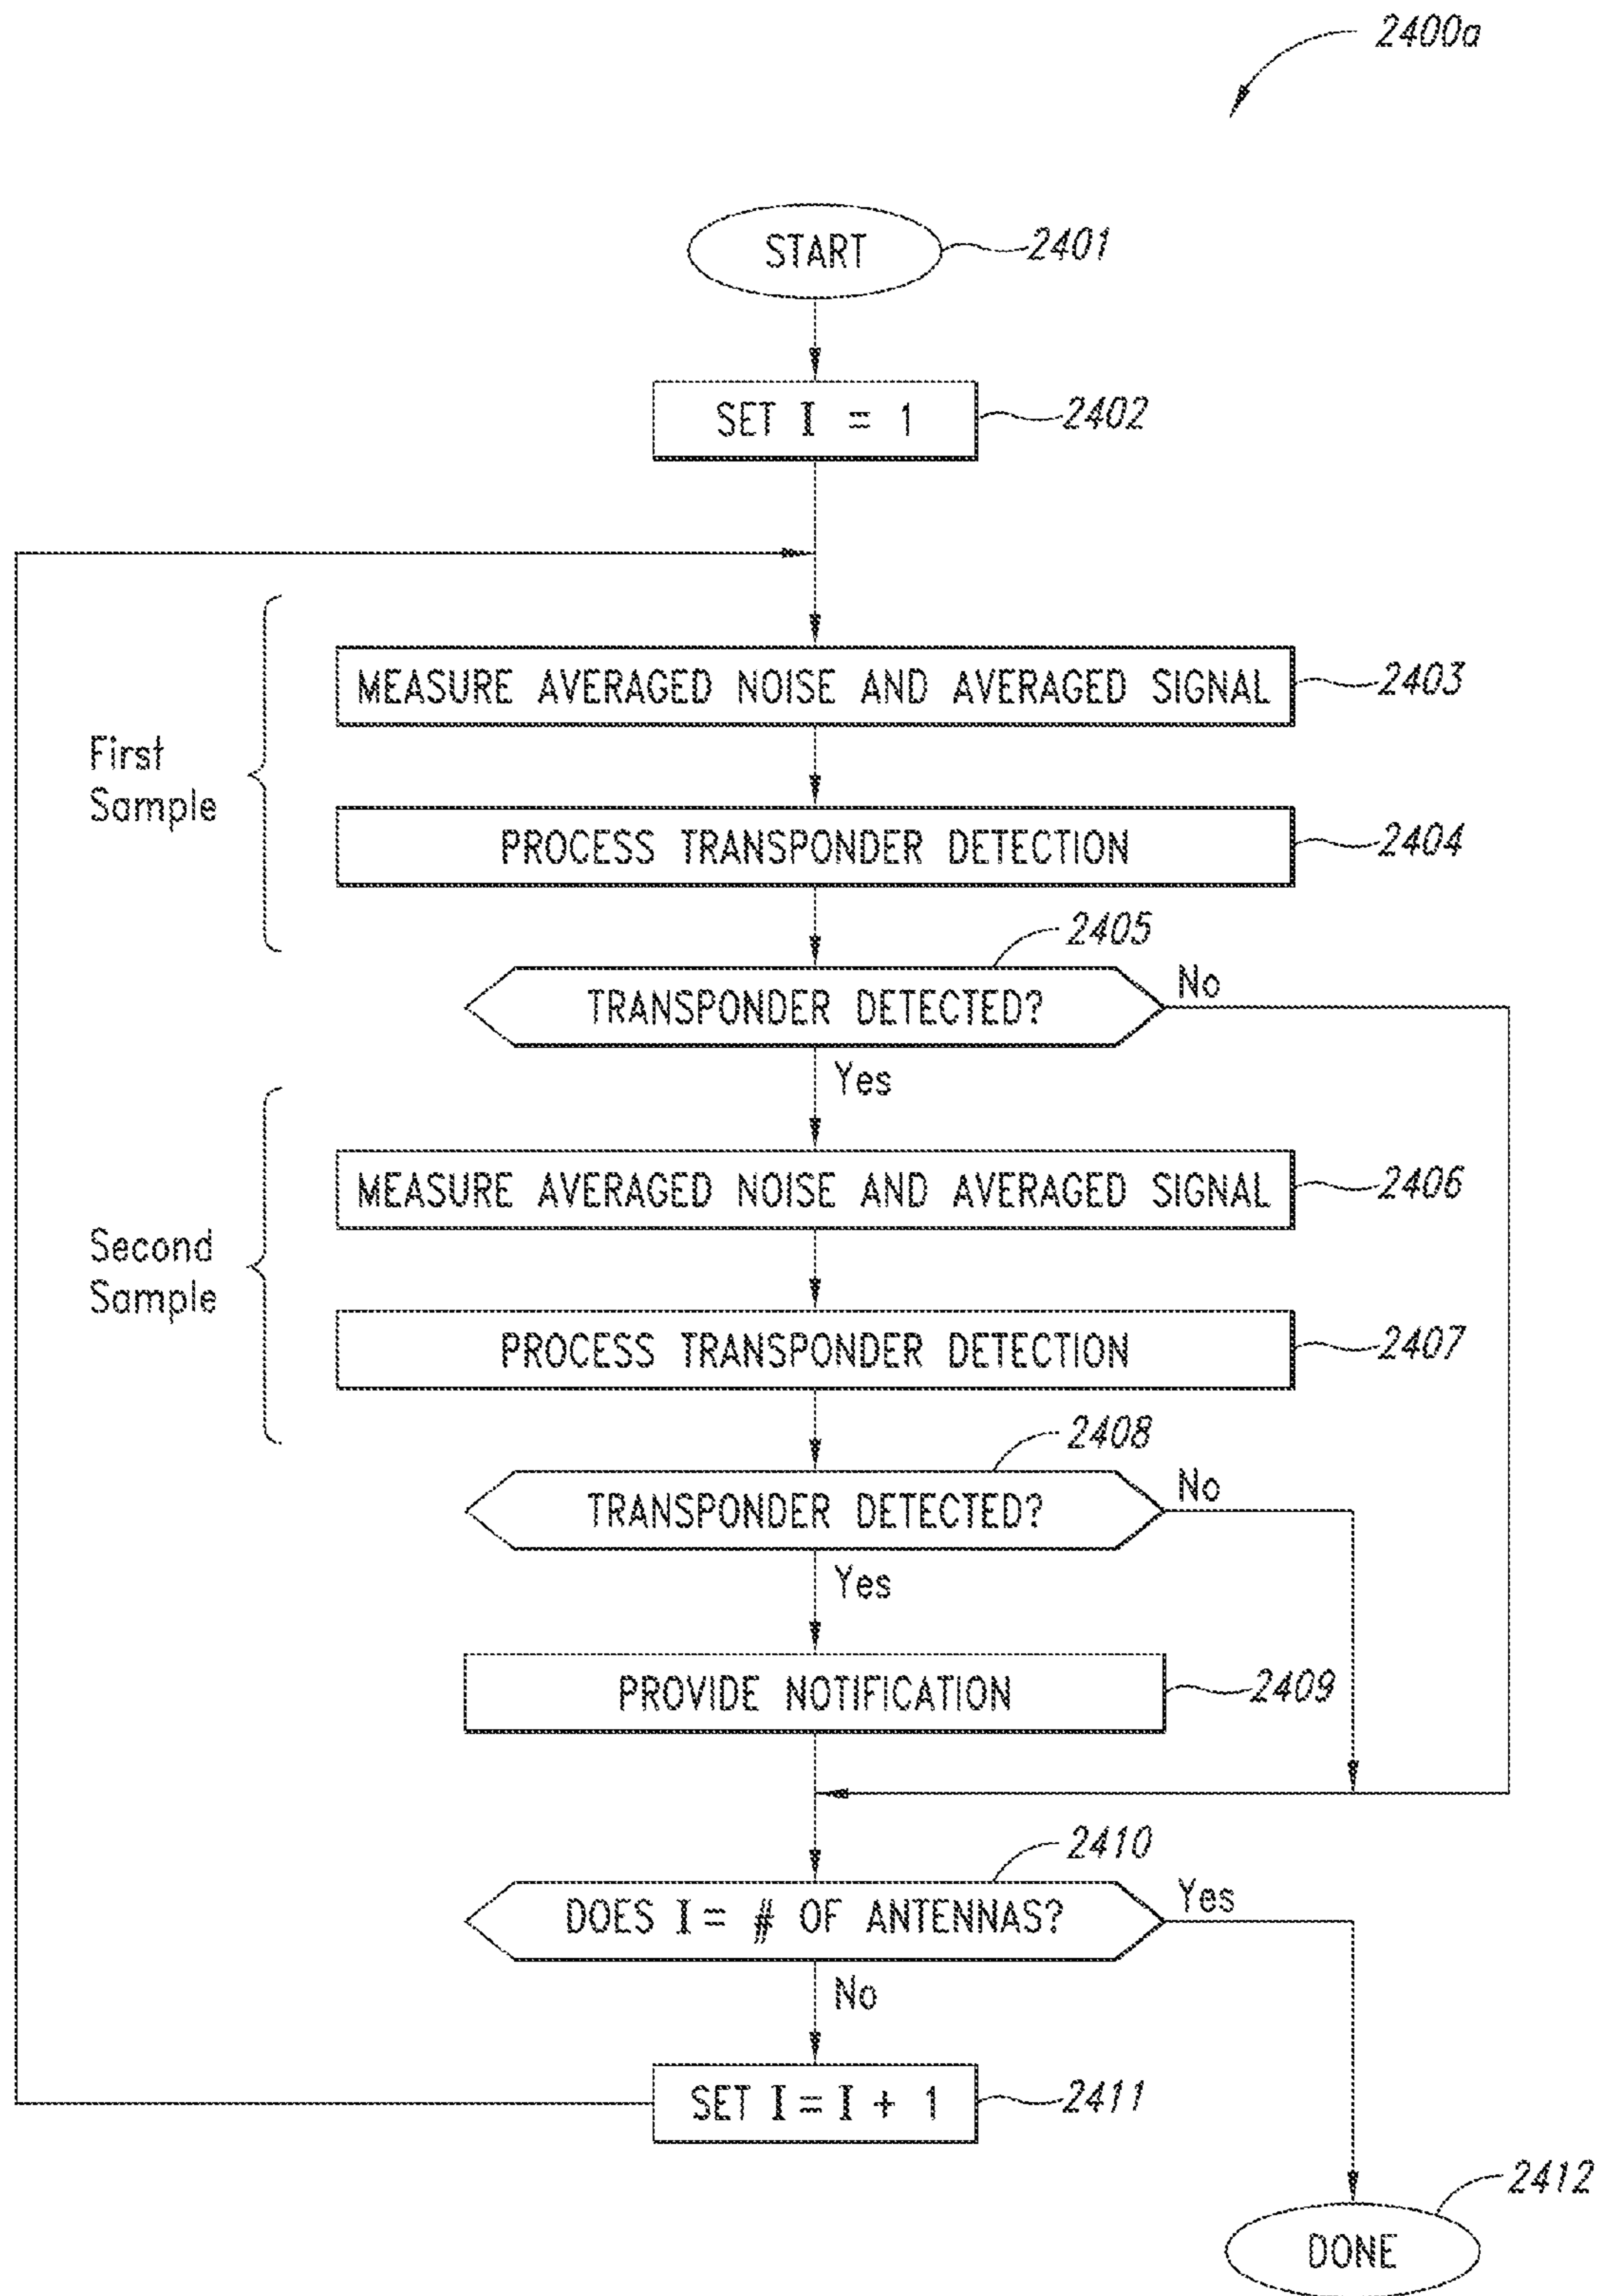 2400a
START
2401
SET I = 1
2402
MEASURE AVERAGED NOISE AND AVERAGED SIGNAL
2403
First
Sample
PROCESS TRANSPONDER DETECTION
2404
2405
TRANSPONDER DETECTED?
No
Yes
MEASURE AVERAGED NOISE AND AVERAGED SIGNAL
2406
Second
Sample
PROCESS TRANSPONDER DETECTION
2407
2408
TRANSPONDER DETECTED?
No
Yes
PROVIDE NOTIFICATION
2409
2410
DOES I = # OF ANTENNAS?
Yes
No
SET I = I + 1
2411
2412
DONE